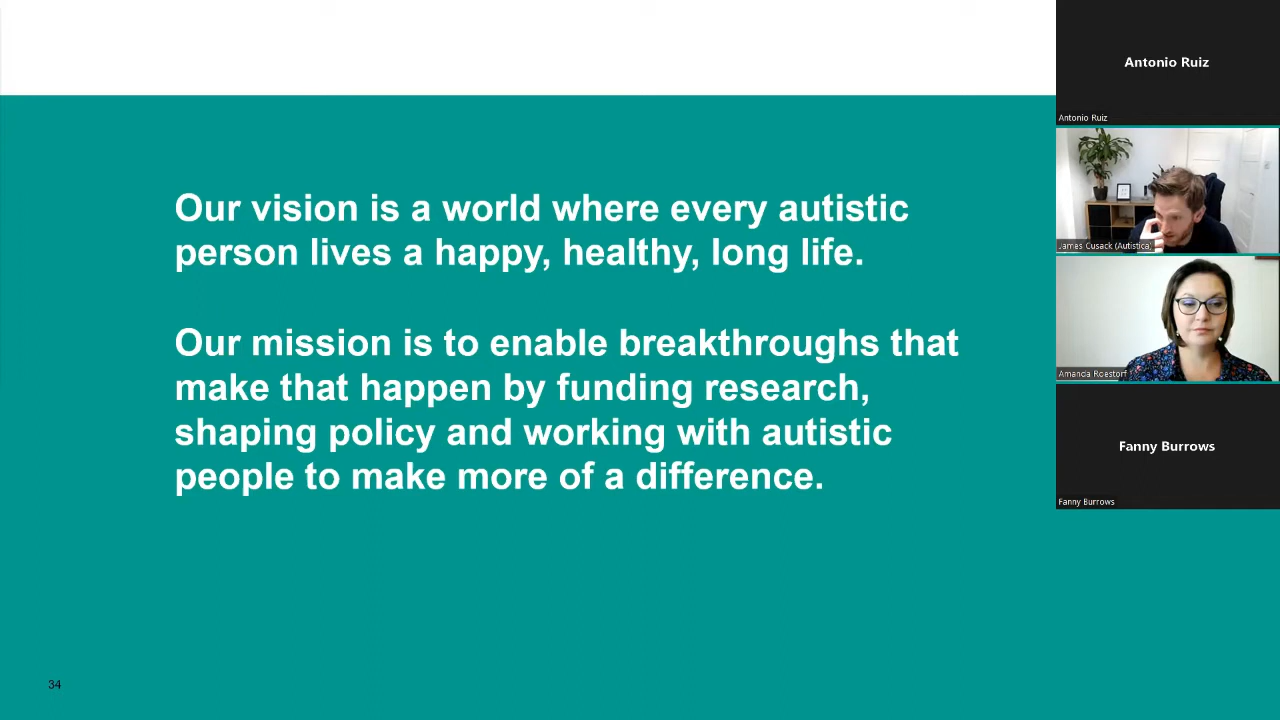 Our vision is a world where every autistic
person lives a happy, healthy, long life.
Our mission is to enable breakthroughs that
make that happen by funding research,
shaping policy and working with autistic
people to make more of a difference.
34
Antonio Ruiz
Antonio Ruiz
James Cusack (Autistica)
Amanda Roestorf
Fanny Burrows
Fanny Burrows